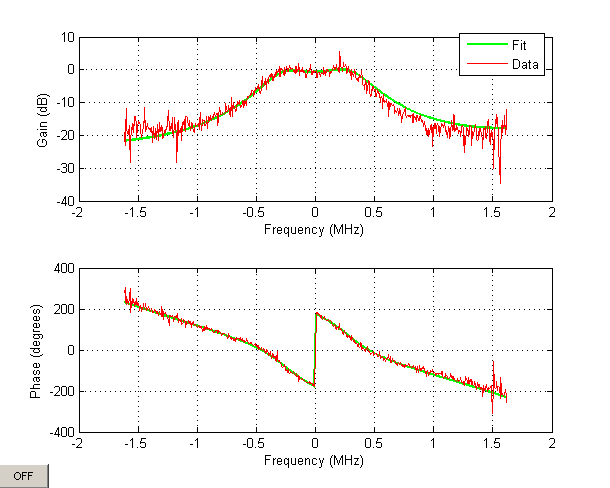 10
0
-10
-20
-30
-40
Gain (dB)
Fit
Data
-2 -1.5 -1 -0.5 0 0.5 1 1.5 2
Frequency (MHz)
400
200
0
-200
-400
Phase (degrees)
-2 -1.5 -1 -0.5 0 0.5 1 1.5 2
Frequency (MHz)
OFF